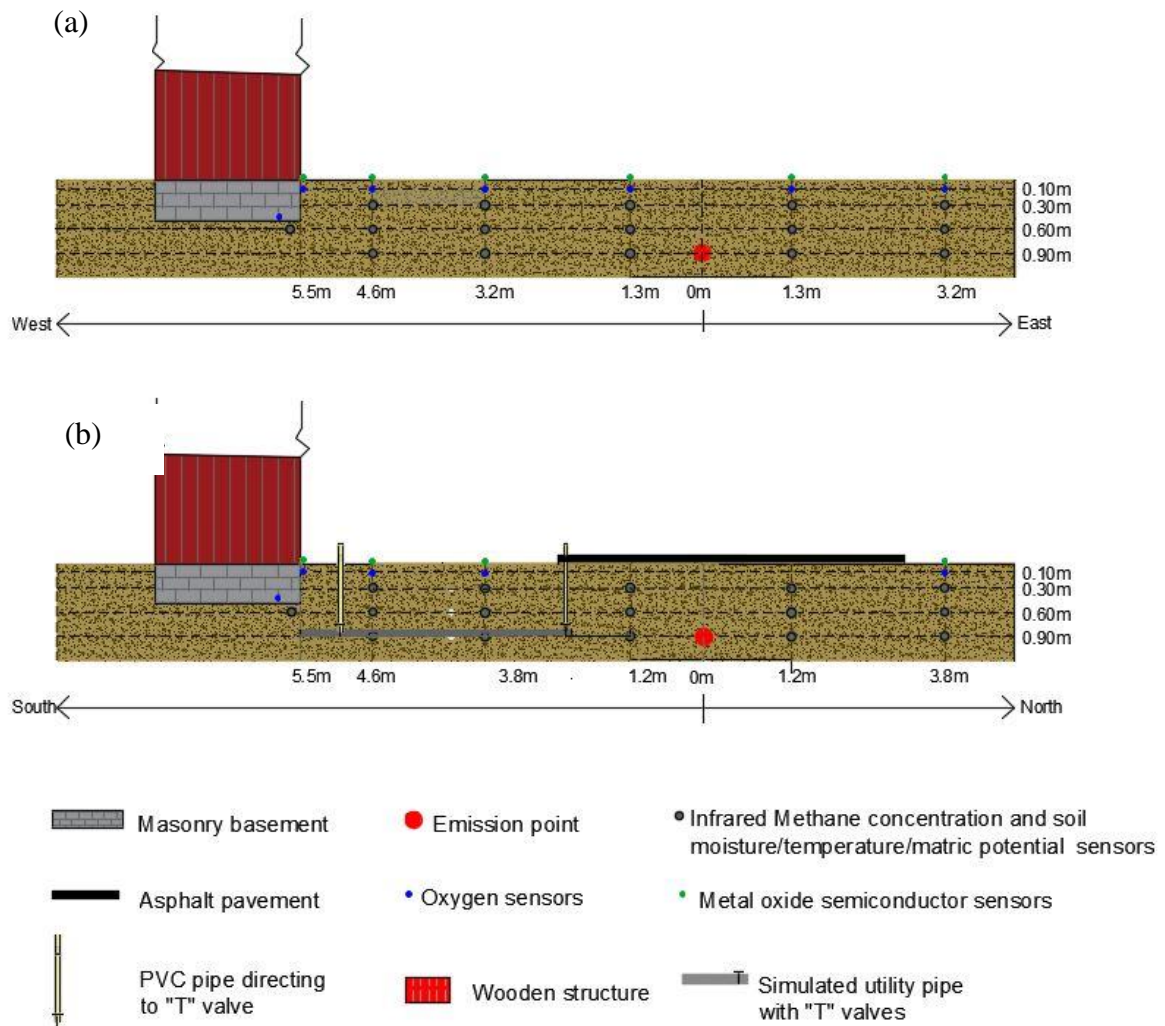 (a)
0.10m
0.30m
0.60m
0.90m
5.5m 4.6m 3.2m 1.3m 0m 1.3m 3.2m
West East
(b)
0.10m
0.30m
0.60m
0.90m
5.5m 4.6m 3.8m 1.2m 0m 1.2m 3.8m
South North
Masonry basement
Emission point
Infrared Methane concentration and soil
moisture/temperature/matric potential sensors
Asphalt pavement
Oxygen sensors
Metal oxide semiconductor sensors
PVC pipe directing
to "T" valve
Wooden structure
Simulated utility pipe
with "T" valves